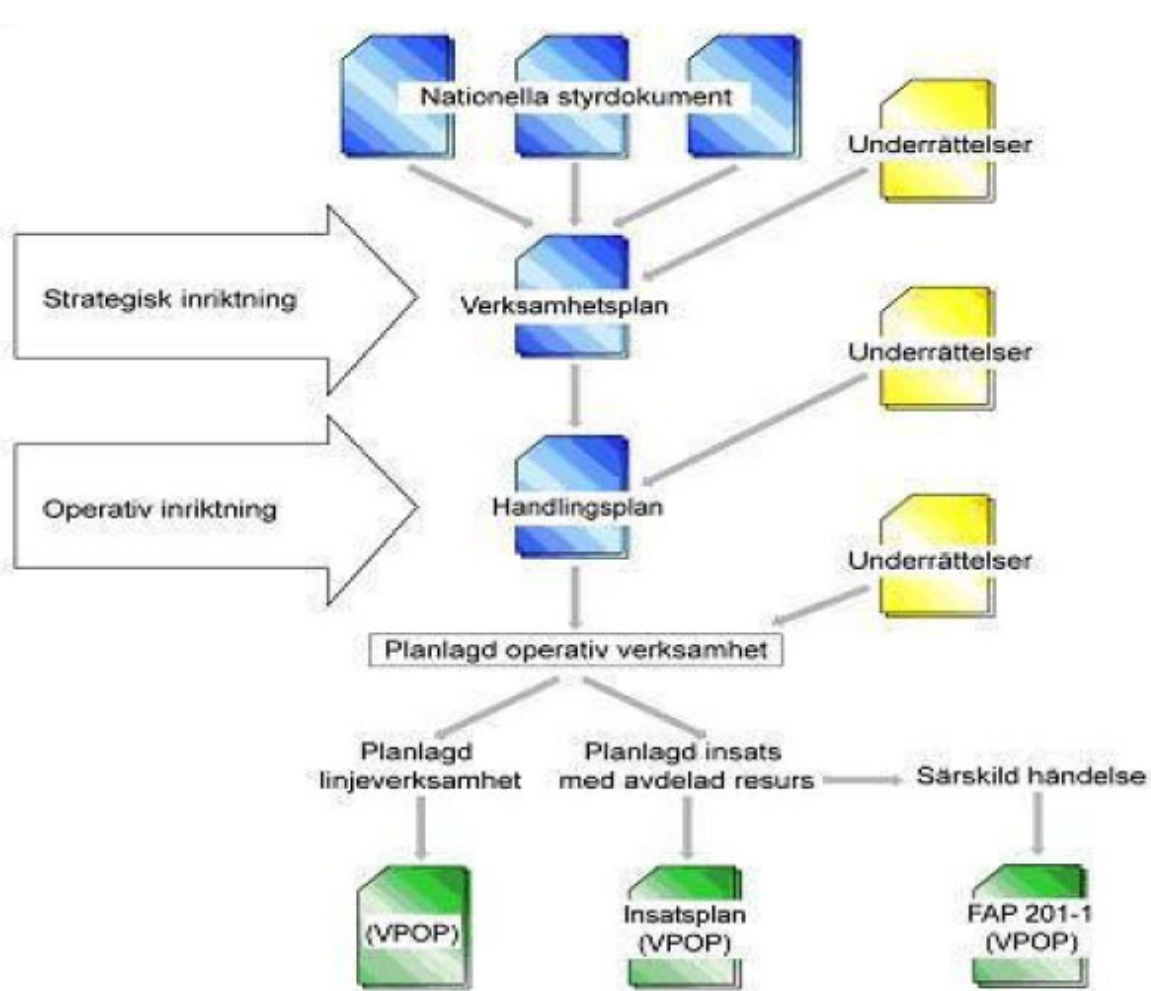 Nationella styrdokument
Underrättelser
Strategisk inriktning
Verksamhetsplan
Underrättelser
Operativ inriktning
Handlingsplan
Underrättelser
Planlagd operativ verksamhet
Planlagd
linjeverksamhet
Planlagd insats
med avdelad resurs
Särskild händelse
(VPOP)
Insatsplan
(VPOP)
FAP 201-1
(VPOP)